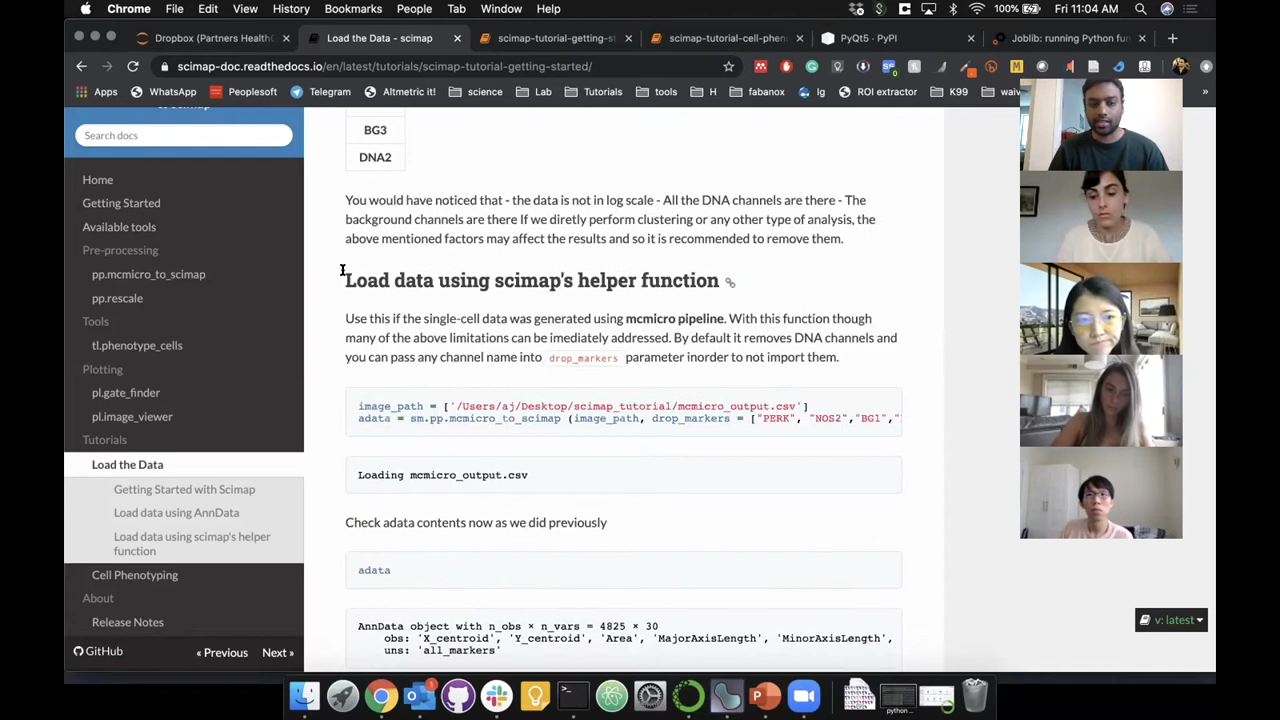 Chrome File Edit View History Bookmarks People Tab Window Help 100% Fri 11:04 AM
Dropbox (Partners HealthC
Load the Data - scimap
scimap-tutorial-getting-st
scimap-tutorial-cell-phen
PyQt5 · PyPI
Joblib: running Python fun
scimap-doc.readthedocs.io/en/latest/tutorials/scimap-tutorial-getting-started/
Apps WhatsApp Peoplesoft Telegram Altmetric it! science Lab Tutorials tools H fabanox Ig ROI extractor K99 waiv »
Search docs
Home
Getting Started
Available tools
Pre-processing
pp.mcmicro_to_scimap
pp.rescale
Tools
tl.phenotype_cells
Plotting
pl.gate_finder
pl.image_viewer
Tutorials
Load the Data
Getting Started with Scimap
Load data using AnnData
Load data using scimap's helper
function
Cell Phenotyping
About
Release Notes
GitHub « Previous Next »
BG3
DNA2
You would have noticed that - the data is not in log scale - All the DNA channels are there - The
background channels are there If we diretly perform clustering or any other type of analysis, the
above mentioned factors may affect the results and so it is recommended to remove them.
Load data using scimap's helper function
Use this if the single-cell data was generated using mcmicro pipeline. With this function though
many of the above limitations can be imediately addressed. By default it removes DNA channels and
you can pass any channel name into drop_markers parameter inorder to not import them.
image_path = ['/Users/aj/Desktop/scimap_tutorial/mcmicro_output.csv']
adata = sm.pp.mcmicro_to_scimap (image_path, drop_markers = ["PERK", "NOS2","BG1","
Loading mcmicro_output.csv
Check adata contents now as we did previously
adata
AnnData object with n_obs × n_vars = 4825 × 30
obs: 'X_centroid', 'Y_centroid', 'Area', 'MajorAxisLength', 'MinorAxisLength',
uns: 'all_markers'
v: latest
python ...